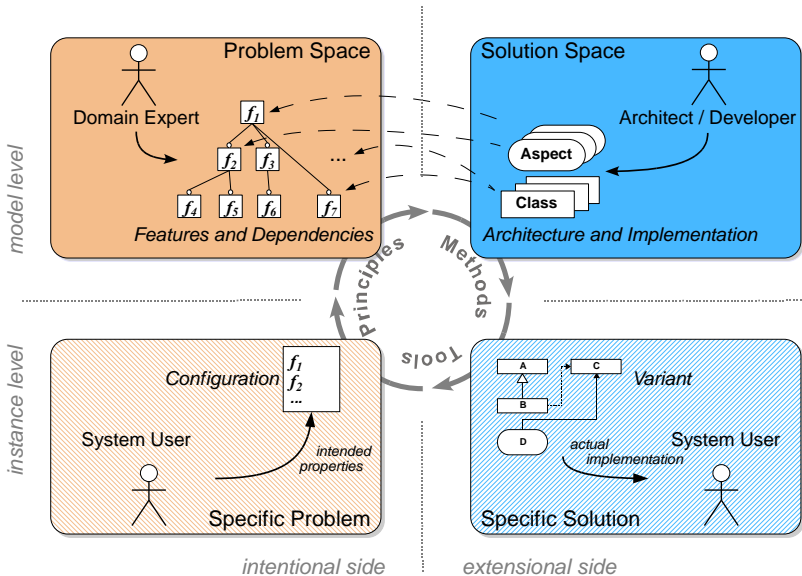 Problem Space
Domain Expert
f1
f2
f3
...
f4
f5
f6
f7
Features and Dependencies
Solution Space
Architect / Developer
Aspect
Class
Architecture and Implementation
model level
Principles
Methods
Tools
instance level
Configuration
f1
f2
...
System User
intended
properties
Specific Problem
A
C
B
D
Variant
actual
implementation
System User
Specific Solution
intentional side
extensional side